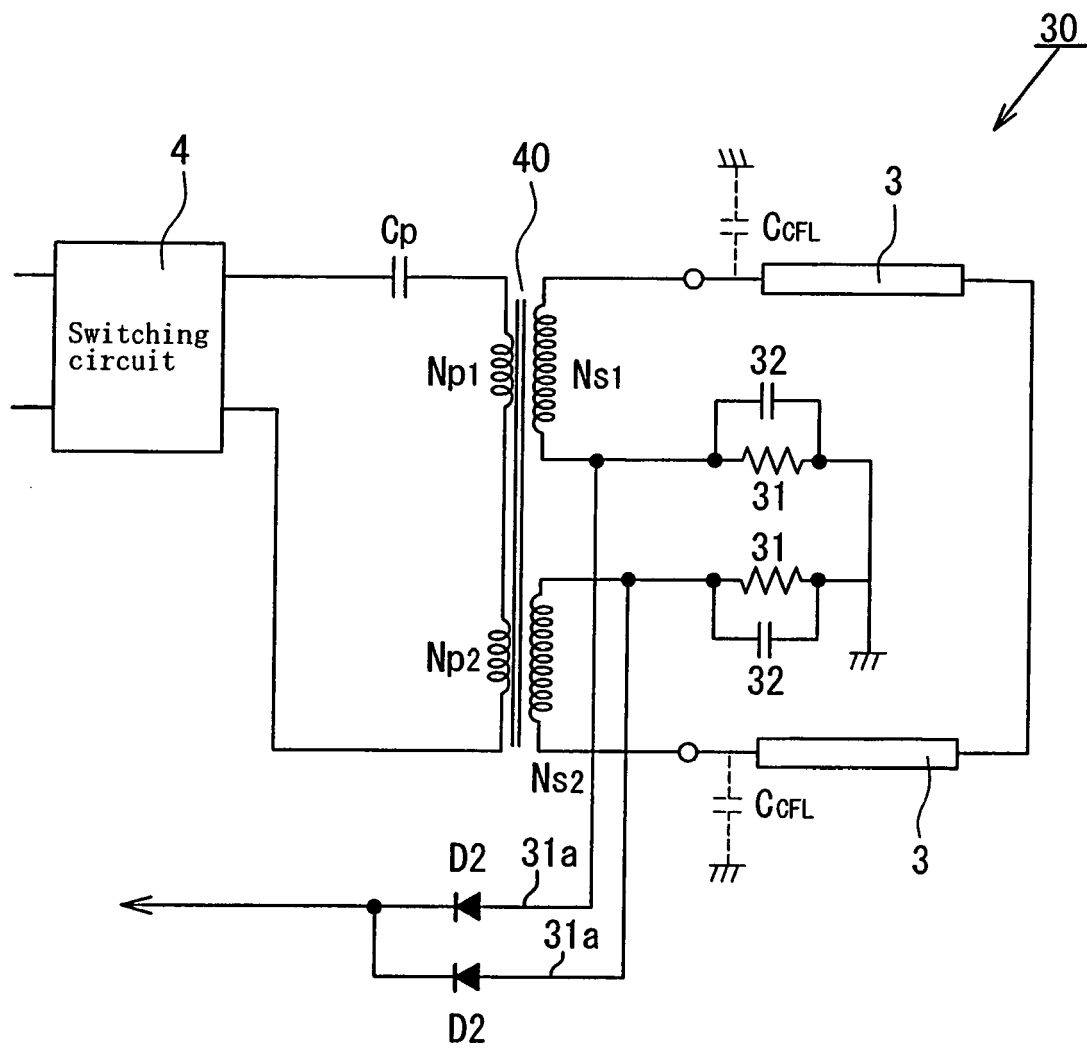 30
4
40
3
Cp
CCFL
Switching
circuit
Np1
Ns1
32
31
31
Np2
32
Ns2
CCFL
3
D2
31a
31a
D2